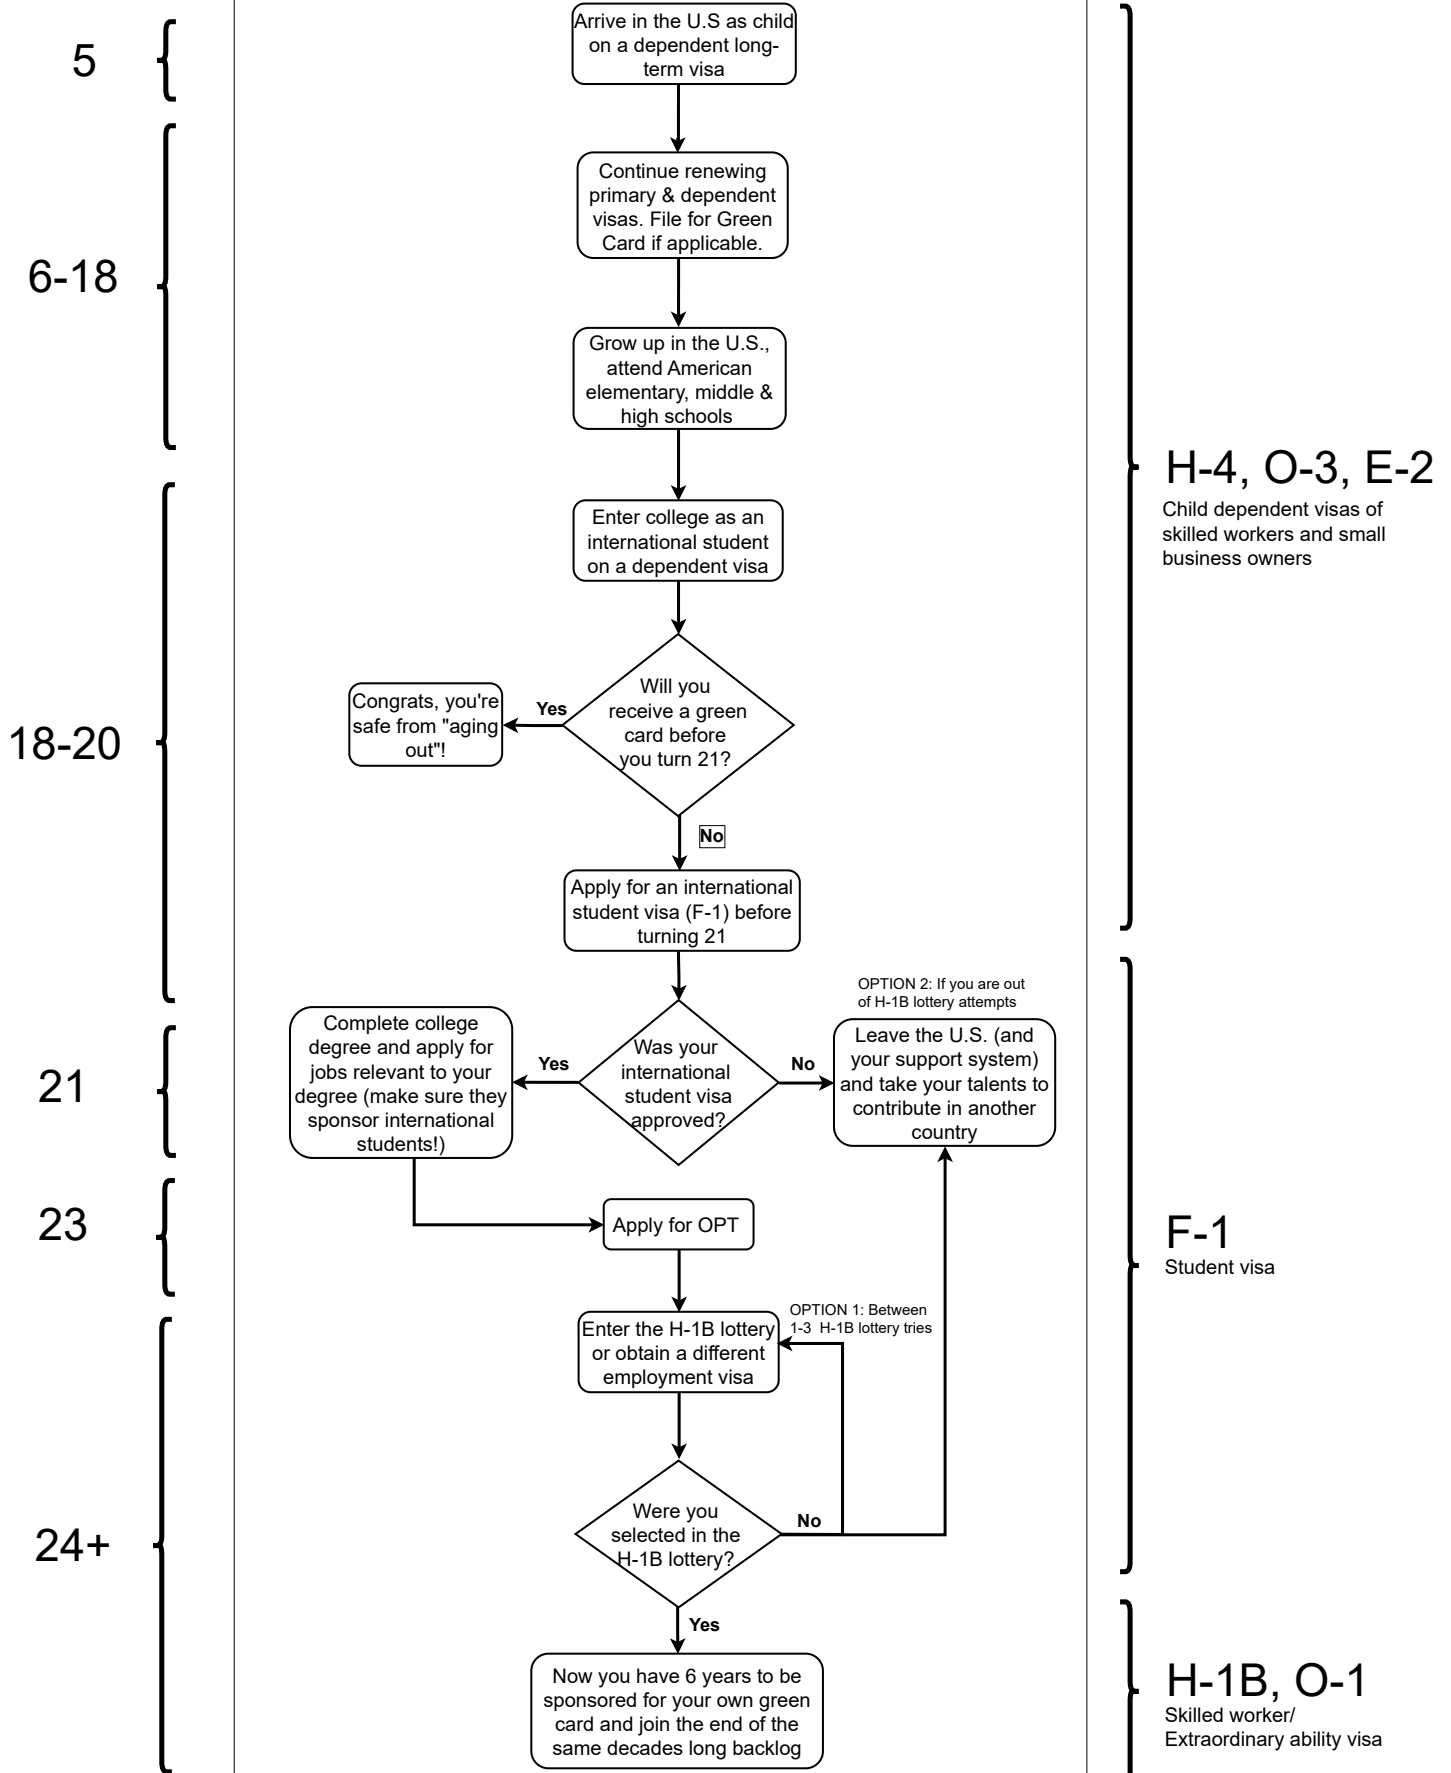 5
Arrive in the U.S as child
on a dependent long-
term visa
6-18
Continue renewing
primary & dependent
visas. File for Green
Card if applicable.
Grow up in the U.S.,
attend American
elementary, middle &
high schools
H-4, O-3, E-2
Child dependent visas of
skilled workers and small
business owners
18-20
Enter college as an
international student
on a dependent visa
Will you
receive a green
card before
you turn 21?
Yes
Congrats, you're
safe from "aging
out"!
No
Apply for an international
student visa (F-1) before
turning 21
21
Was your
international
student visa
approved?
Yes
Complete college
degree and apply for
jobs relevant to your
degree (make sure they
sponsor international
students!)
No
OPTION 2: If you are out
of H-1B lottery attempts
Leave the U.S. (and
your support system)
and take your talents to
contribute in another
country
23
Apply for OPT
F-1
Student visa
24+
OPTION 1: Between
1-3 H-1B lottery tries
Enter the H-1B lottery
or obtain a different
employment visa
Were you
selected in the
H-1B lottery?
No
Yes
Now you have 6 years to be
sponsored for your own green
card and join the end of the
same decades long backlog
H-1B, O-1
Skilled worker/
Extraordinary ability visa